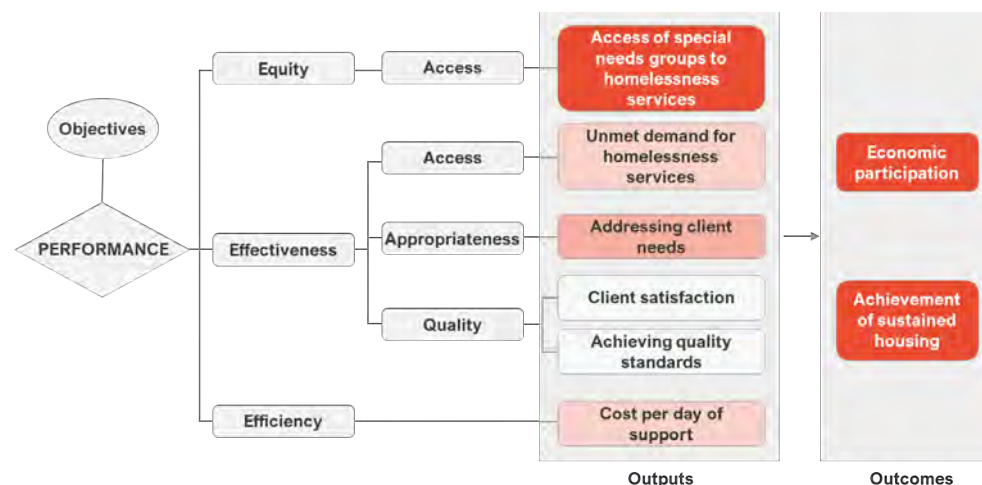 Objectives
PERFORMANCE
Equity
Access
Access of special
needs groups to
homelessness
services
Effectiveness
Access
Unmet demand for
homelessness
services
Appropriateness
Addressing client
needs
Quality
Client satisfaction
Achieving quality
standards
Efficiency
Cost per day of
support
Outputs
Economic
participation
Achievement
of sustained
housing
Outcomes